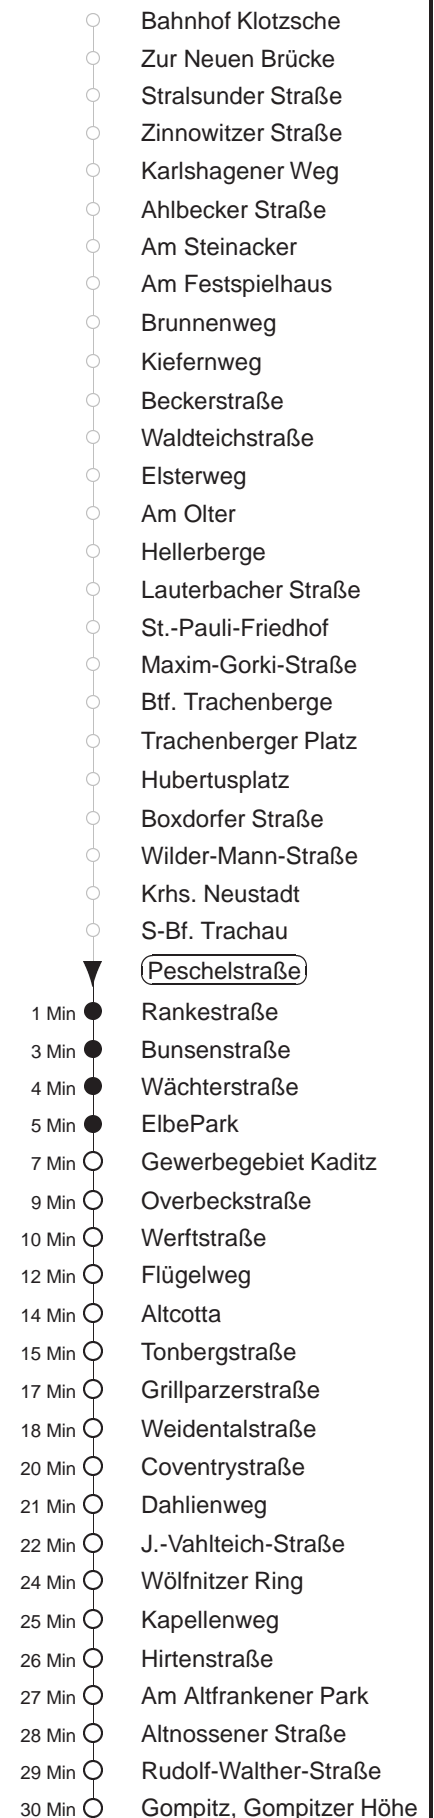 Bahnhof Klotzsche
Zur Neuen Brücke
Stralsunder Straße
Zinnowitzer Straße
Karlshagener Weg
Ahlbecker Straße
Am Steinacker
Am Festspielhaus
Brunnenweg
Kiefernweg
Beckerstraße
Waldteichstraße
Elsterweg
Am Olter
Hellerberge
Lauterbacher Straße
St.-Pauli-Friedhof
Maxim-Gorki-Straße
Btf. Trachenberge
Trachenberger Platz
Hubertusplatz
Boxdorfer Straße
Wilder-Mann-Straße
Krhs. Neustadt
S-Bf. Trachau
Peschelstraße
1 Min Rankestraße
3 Min Bunsenstraße
4 Min Wächterstraße
5 Min ElbePark
7 Min Gewerbegebiet Kaditz
9 Min Overbeckstraße
10 Min Werftstraße
12 Min Flügelweg
14 Min Altcotta
15 Min Tonbergstraße
17 Min Grillparzerstraße
18 Min Weidentalstraße
20 Min Coventrystraße
21 Min Dahlienweg
22 Min J.-Vahlteich-Straße
24 Min Wölfnitzer Ring
25 Min Kapellenweg
26 Min Hirtenstraße
27 Min Am Altfrankener Park
28 Min Altnossener Straße
29 Min Rudolf-Walther-Straße
30 Min Gompitz, Gompitzer Höhe